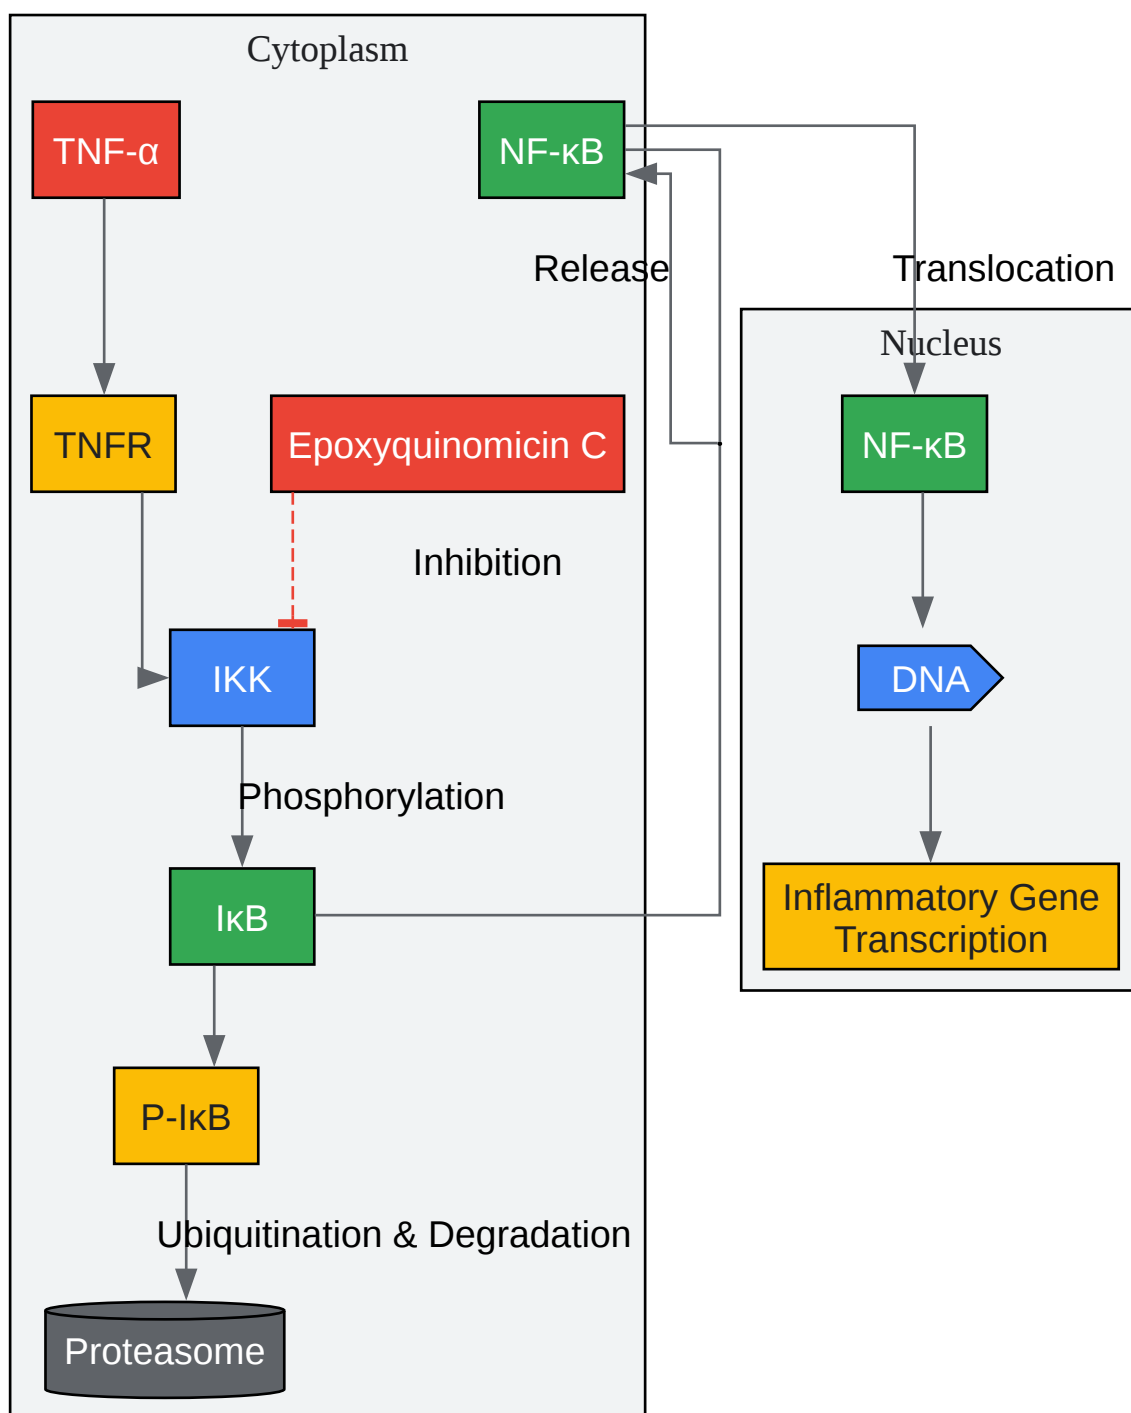 Cytoplasm
TNF-α
NF-κB
Release
Translocation
Nucleus
TNFR
Epoxyquinomicin C
NF-κB
Inhibition
IKK
DNA
Phosphorylation
IκB
Inflammatory Gene
Transcription
P-IκB
Ubiquitination & Degradation
Proteasome